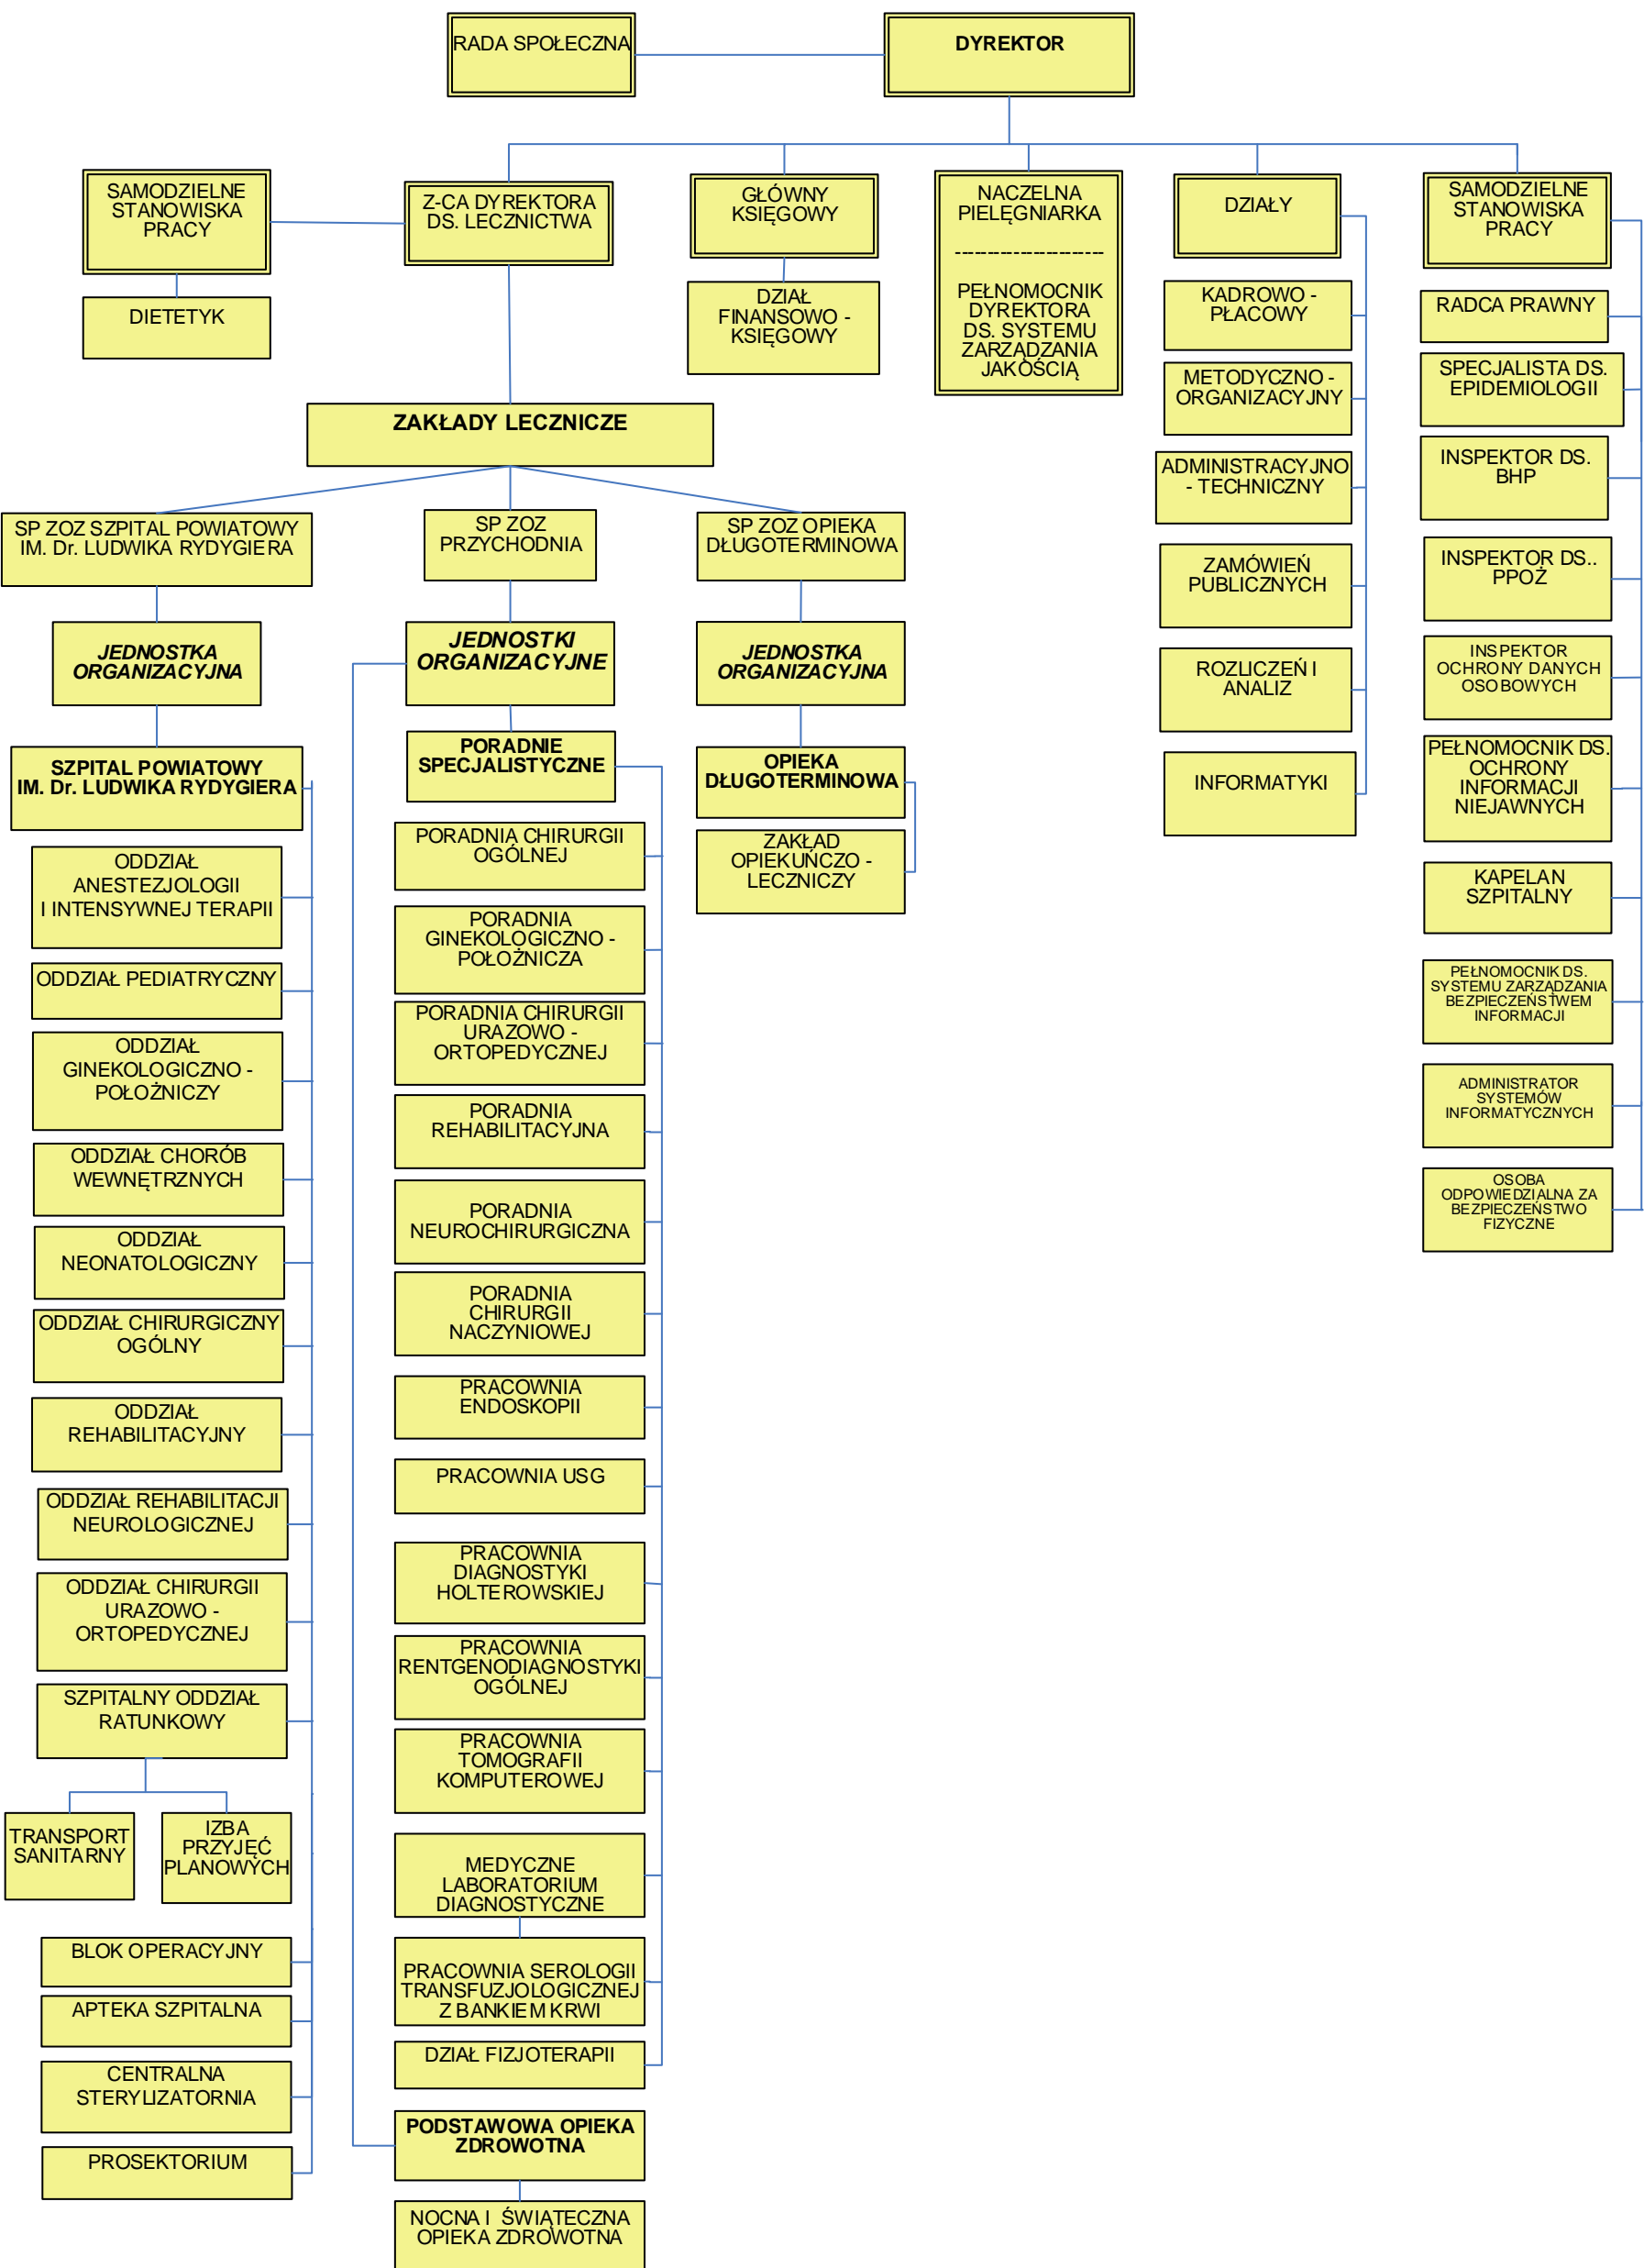 RADA SPOŁECZNA
DYREKTOR
SAMODZIELNE
STANOWISKA
PRACY
DIETETYK
Z-CA DYREKTORA
DS. LECZNICTWA
GŁÓWNY
KSIĘGOWY
DZIAŁ
FINANSOWO -
KSIĘGOWY
NACZELNA
PIELĘGNIARKA
-----------------------
PEŁNOMOCNIK
DYREKTORA
DS. SYSTEMU
ZARZĄDZANIA
JAKOŚCIĄ
DZIAŁY
KADROWO -
PŁACOWY
METODYCZNO -
ORGANIZACYJNY
ADMINISTRACYJNO
- TECHNICZNY
ZAMÓWIEŃ
PUBLICZNYCH
ROZLICZEŃ I
ANALIZ
INFORMATYKI
SAMODZIELNE
STANOWISKA
PRACY
RADCA PRAWNY
SPECJALISTA DS.
EPIDEMIOLOGII
INSPEKTOR DS.
BHP
INSPEKTOR DS..
PPOŻ
INSPEKTOR
OCHRONY DANYCH
OSOBOWYCH
PEŁNOMOCNIK DS.
OCHRONY
INFORMACJI
NIEJAWNYCH
KAPELAN
SZPITALNY
PEŁNOMOCNIK DS.
SYSTEMU ZARZĄDZANIA
BEZPIECZEŃSTWEM
INFORMACJI
ADMINISTRATOR
SYSTEMÓW
INFORMATYCZNYCH
OSOBA
ODPOWIEDZIALNA ZA
BEZPIECZEŃSTWO
FIZYCZNE
ZAKŁADY LECZNICZE
SP ZOZ SZPITAL POWIATOWY
IM. Dr. LUDWIKA RYDYGIERA
JEDNOSTKA
ORGANIZACYJNA
SZPITAL POWIATOWY
IM. Dr. LUDWIKA RYDYGIERA
ODDZIAŁ
ANESTEZJOLOGII
I INTENSYWNEJ TERAPII
ODDZIAŁ PEDIATRYCZNY
ODDZIAŁ
GINEKOLOGICZNO -
POŁOŻNICZY
ODDZIAŁ CHORÓB
WEWNĘTRZNYCH
ODDZIAŁ
NEONATOLOGICZNY
ODDZIAŁ CHIRURGICZNY
OGÓLNY
ODDZIAŁ
REHABILITACYJNY
ODDZIAŁ REHABILITACJI
NEUROLOGICZNEJ
ODDZIAŁ CHIRURGII
URAZOWO -
ORTOPEDYCZNEJ
SZPITALNY ODDZIAŁ
RATUNKOWY
TRANSPORT
SANITARNY
IZBA
PRZYJĘĆ
PLANOWYCH
BLOK OPERACYJNY
APTEKA SZPITALNA
CENTRALNA
STERYLIZATORNIA
PROSEKTORIUM
SP ZOZ
PRZYCHODNIA
JEDNOSTKI
ORGANIZACYJNE
PORADNIE
SPECJALISTYCZNE
PORADNIA CHIRURGII
OGÓLNEJ
PORADNIA
GINEKOLOGICZNO -
POŁOŻNICZA
PORADNIA CHIRURGII
URAZOWO -
ORTOPEDYCZNEJ
PORADNIA
REHABILITACYJNA
PORADNIA
NEUROCHIRURGICZNA
PORADNIA
CHIRURGII
NACZYNIOWEJ
PRACOWNIA
ENDOSKOPII
PRACOWNIA USG
PRACOWNIA
DIAGNOSTYKI
HOLTEROWSKIEJ
PRACOWNIA
RENTGENODIAGNOSTYKI
OGÓLNEJ
PRACOWNIA
TOMOGRAFII
KOMPUTEROWEJ
MEDYCZNE
LABORATORIUM
DIAGNOSTYCZNE
PRACOWNIA SEROLOGII
TRANSFUZJOLOGICZNEJ
Z BANKIEM KRWI
DZIAŁ FIZJOTERAPII
PODSTAWOWA OPIEKA
ZDROWOTNA
NOCNA I ŚWIĄTECZNA
OPIEKA ZDROWOTNA
SP ZOZ OPIEKA
DŁUGOTERMINOWA
JEDNOSTKA
ORGANIZACYJNA
OPIEKA
DŁUGOTERMINOWA
ZAKŁAD
OPIEKUŃCZO -
LECZNICZY